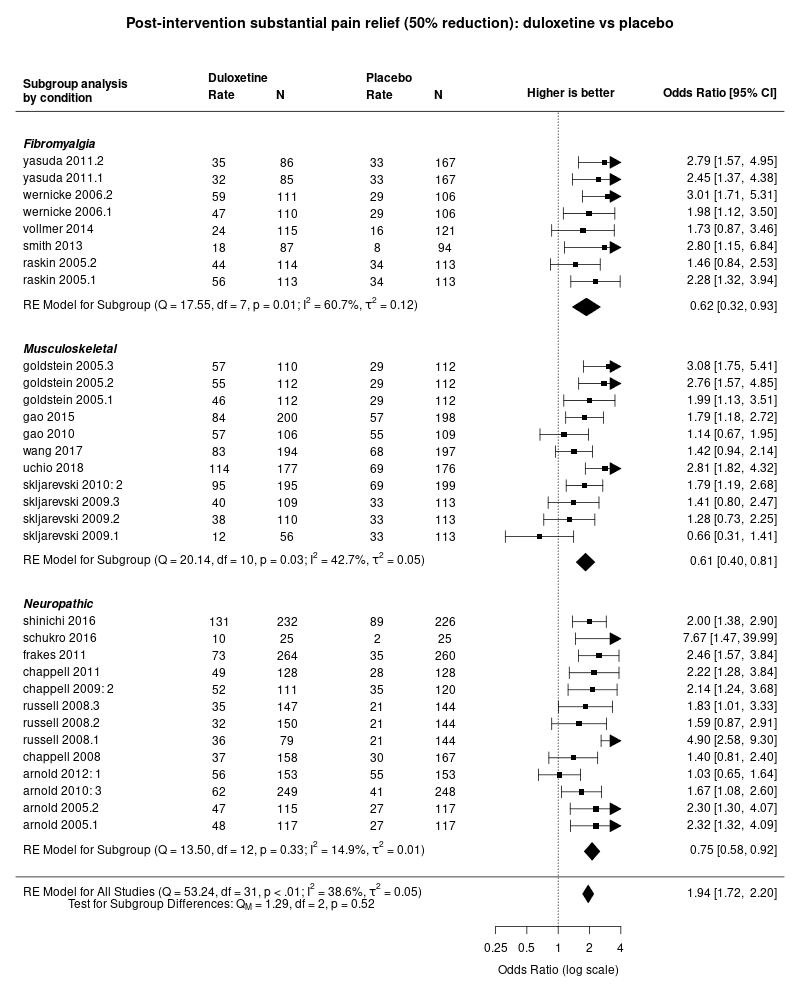 Post-intervention substantial pain relief (50% reduction): duloxetine vs placebo
Subgroup analysis by condition
Duloxetine Placebo
Rate N Rate N Higher is better Odds Ratio [95% CI]
Fibromyalgia
yasuda 2011.2 35 86 33 167 2.79 [1.57, 4.95]
yasuda 2011.1 32 85 33 167 2.45 [1.37, 4.38]
wernicke 2006.2 59 111 29 106 3.01 [1.71, 5.31]
wernicke 2006.1 47 110 29 106 1.98 [1.12, 3.50]
vollmer 2014 24 115 16 121 1.73 [0.87, 3.46]
smith 2013 18 87 8 94 2.80 [1.15, 6.84]
raskin 2005.2 44 114 34 113 1.46 [0.84, 2.53]
raskin 2005.1 56 113 34 113 2.28 [1.32, 3.94]
RE Model for Subgroup (Q = 17.55, df = 7, p = 0.01; I² = 60.7%, τ² = 0.12) 0.62 [0.32, 0.93]
Musculoskeletal
goldstein 2005.3 57 110 29 112 3.08 [1.75, 5.41]
goldstein 2005.2 55 112 29 112 2.76 [1.57, 4.85]
goldstein 2005.1 46 112 29 112 1.99 [1.13, 3.51]
gao 2015 84 200 57 198 1.79 [1.18, 2.72]
gao 2010 57 106 55 109 1.14 [0.67, 1.95]
wang 2017 83 194 68 197 1.42 [0.94, 2.14]
uchio 2018 114 177 69 176 2.81 [1.82, 4.32]
skljarevski 2010: 2 95 195 69 199 1.79 [1.19, 2.68]
skljarevski 2009.3 40 109 33 113 1.41 [0.80, 2.47]
skljarevski 2009.2 38 110 33 113 1.28 [0.73, 2.25]
skljarevski 2009.1 12 56 33 113 0.66 [0.31, 1.41]
RE Model for Subgroup (Q = 20.14, df = 10, p = 0.03; I² = 42.7%, τ² = 0.05) 0.61 [0.40, 0.81]
Neuropathic
shinichi 2016 131 232 89 226 2.00 [1.38, 2.90]
schukro 2016 10 25 2 25 7.67 [1.47, 39.99]
frakes 2011 73 264 35 260 2.46 [1.57, 3.84]
chappell 2011 49 128 28 128 2.22 [1.28, 3.84]
chappell 2009: 2 52 111 35 120 2.14 [1.24, 3.68]
russell 2008.3 35 147 21 144 1.83 [1.01, 3.33]
russell 2008.2 32 150 21 144 1.59 [0.87, 2.91]
russell 2008.1 36 79 21 144 4.90 [2.58, 9.30]
chappell 2008 37 158 30 167 1.40 [0.81, 2.40]
arnold 2012: 1 56 153 55 153 1.03 [0.65, 1.64]
arnold 2010: 3 62 249 41 248 1.67 [1.08, 2.60]
arnold 2005.2 47 115 27 117 2.30 [1.30, 4.07]
arnold 2005.1 48 117 27 117 2.32 [1.32, 4.09]
RE Model for Subgroup (Q = 13.50, df = 12, p = 0.33; I² = 14.9%, τ² = 0.01) 0.75 [0.58, 0.92]
RE Model for All Studies (Q = 53.24, df = 31, p < .01; I² = 38.6%, τ² = 0.05) 1.94 [1.72, 2.20]
Test for Subgroup Differences: Qᴍ = 1.29, df = 2, p = 0.52
0.25 0.5 1 2 4
Odds Ratio (log scale)